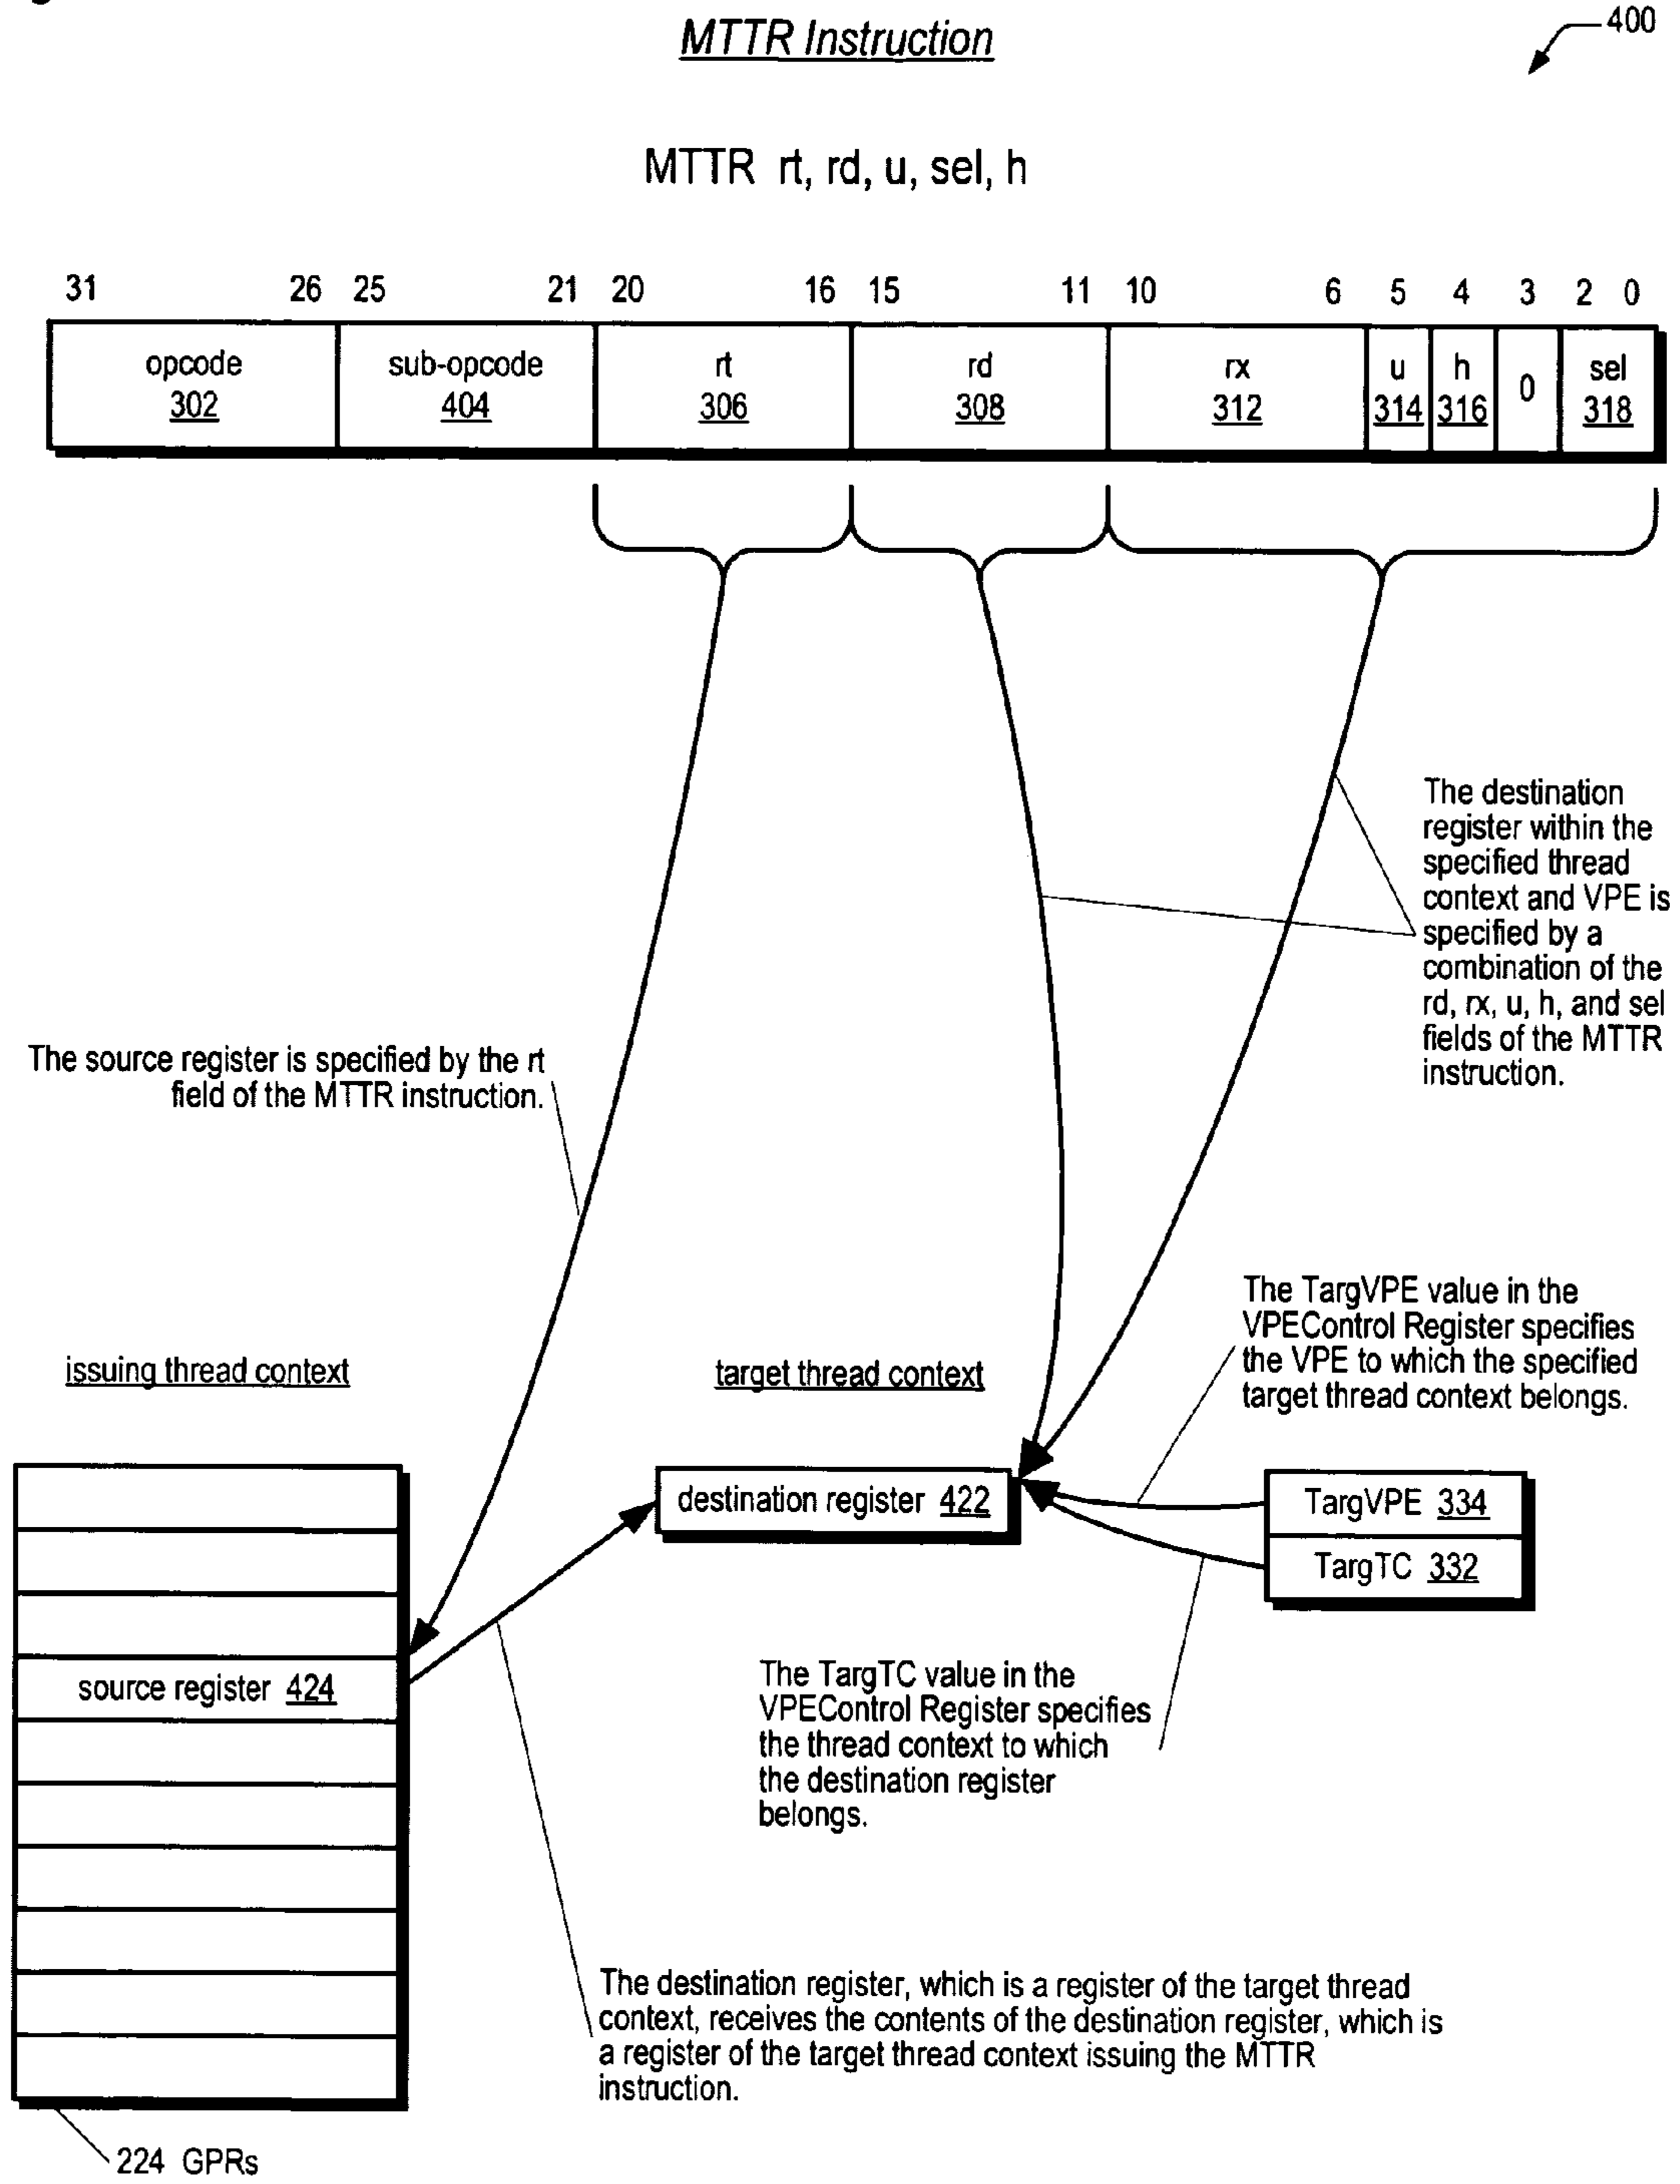 MTTR Instruction
400
MTTR rt, rd, u, sel, h
31 26 25 21 20 16 15 11 10 6 5 4 3 2 0
opcode sub-opcode rt rd rx u h 0 sel
302 404 306 308 312 314 316 318
The destination
register within the
specified thread
context and VPE is
specified by a
combination of the
rd, rx, u, h, and sel
fields of the MTTR
instruction.
The source register is specified by the rt
field of the MTTR instruction.
The TargVPE value in the
VPEControl Register specifies
the VPE to which the specified
target thread context belongs.
issuing thread context
target thread context
destination register 422
TargVPE 334
TargTC 332
source register 424
The TargTC value in the
VPEControl Register specifies
the thread context to which
the destination register
belongs.
The destination register, which is a register of the target thread
context, receives the contents of the destination register, which is
a register of the target thread context issuing the MTTR
instruction.
224 GPRs